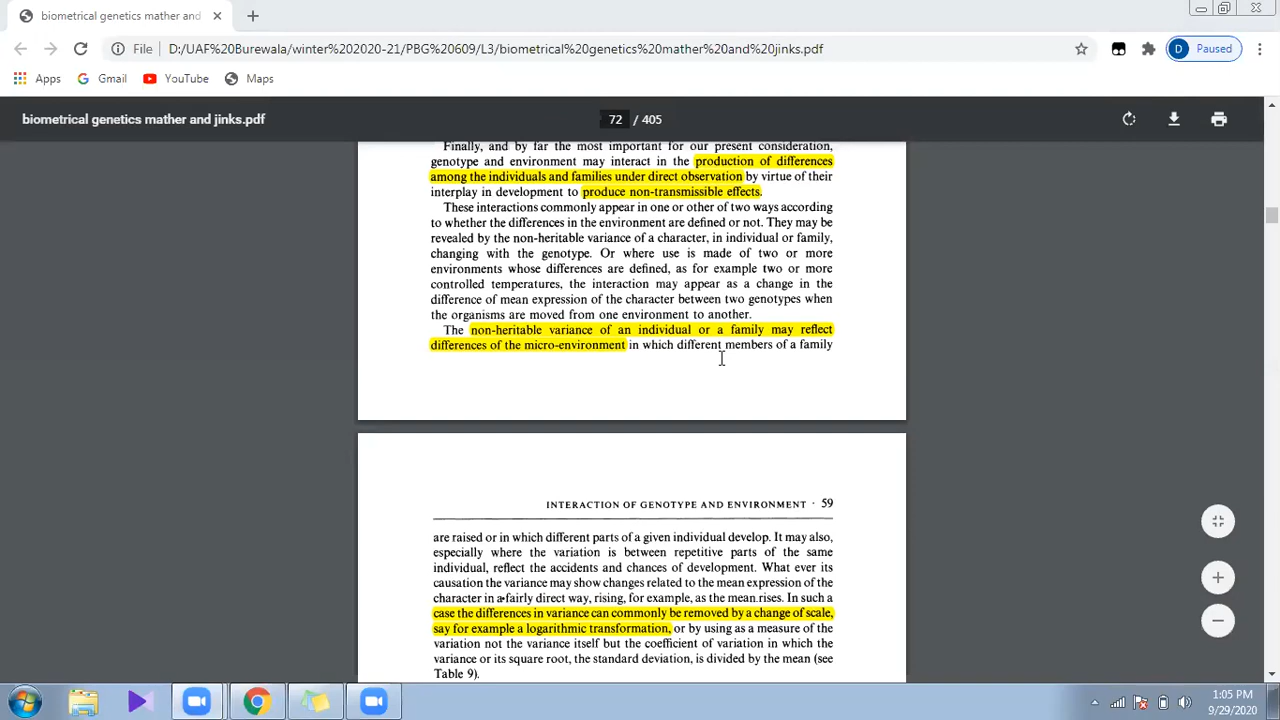 biometrical genetics mather and
File D:/UAF%20Burewala/winter%202020-21/PBG%20609/L3/biometrical%20genetics%20mather%20and%20jinks.pdf
D Paused
Apps Gmail YouTube Maps
biometrical genetics mather and jinks.pdf
72 / 405
Finally, and by far the most important for our present consideration,
genotype and environment may interact in the production of differences
among the individuals and families under direct observation by virtue of their
interplay in development to produce non-transmissible effects.
These interactions commonly appear in one or other of two ways according
to whether the differences in the environment are defined or not. They may be
revealed by the non-heritable variance of a character, in individual or family,
changing with the genotype. Or where use is made of two or more
environments whose differences are defined, as for example two or more
controlled temperatures, the interaction may appear as a change in the
difference of mean expression of the character between two genotypes when
the organisms are moved from one environment to another.
The non-heritable variance of an individual or a family may reflect
differences of the micro-environment in which different members of a family
INTERACTION OF GENOTYPE AND ENVIRONMENT · 59
are raised or in which different parts of a given individual develop. It may also,
especially where the variation is between repetitive parts of the same
individual, reflect the accidents and chances of development. What ever its
causation the variance may show changes related to the mean expression of the
character in a fairly direct way, rising, for example, as the mean rises. In such a
case the differences in variance can commonly be removed by a change of scale,
say for example a logarithmic transformation, or by using as a measure of the
variation not the variance itself but the coefficient of variation in which the
variance or its square root, the standard deviation, is divided by the mean (see
Table 9).
1:05 PM
9/29/2020